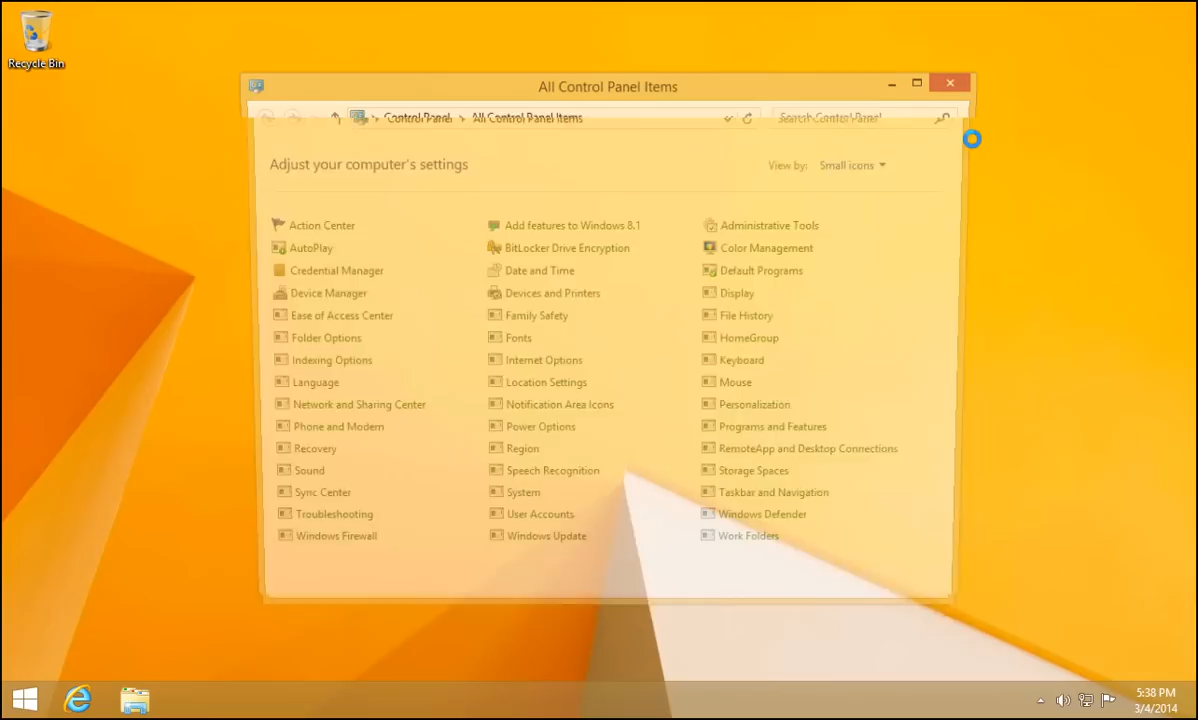 Recycle Bin
All Control Panel Items
Control Panel > All Control Panel Items
Search Control Panel
Adjust your computer's settings
View by: Small icons
Action Center
Add features to Windows 8.1
Administrative Tools
AutoPlay
BitLocker Drive Encryption
Color Management
Credential Manager
Date and Time
Default Programs
Device Manager
Devices and Printers
Display
Ease of Access Center
Family Safety
File History
Folder Options
Fonts
HomeGroup
Indexing Options
Internet Options
Keyboard
Language
Location Settings
Mouse
Network and Sharing Center
Notification Area Icons
Personalization
Phone and Modem
Power Options
Programs and Features
Recovery
Region
RemoteApp and Desktop Connections
Sound
Speech Recognition
Storage Spaces
Sync Center
System
Taskbar and Navigation
Troubleshooting
User Accounts
Windows Defender
Windows Firewall
Windows Update
Work Folders
5:38 PM
3/4/2014